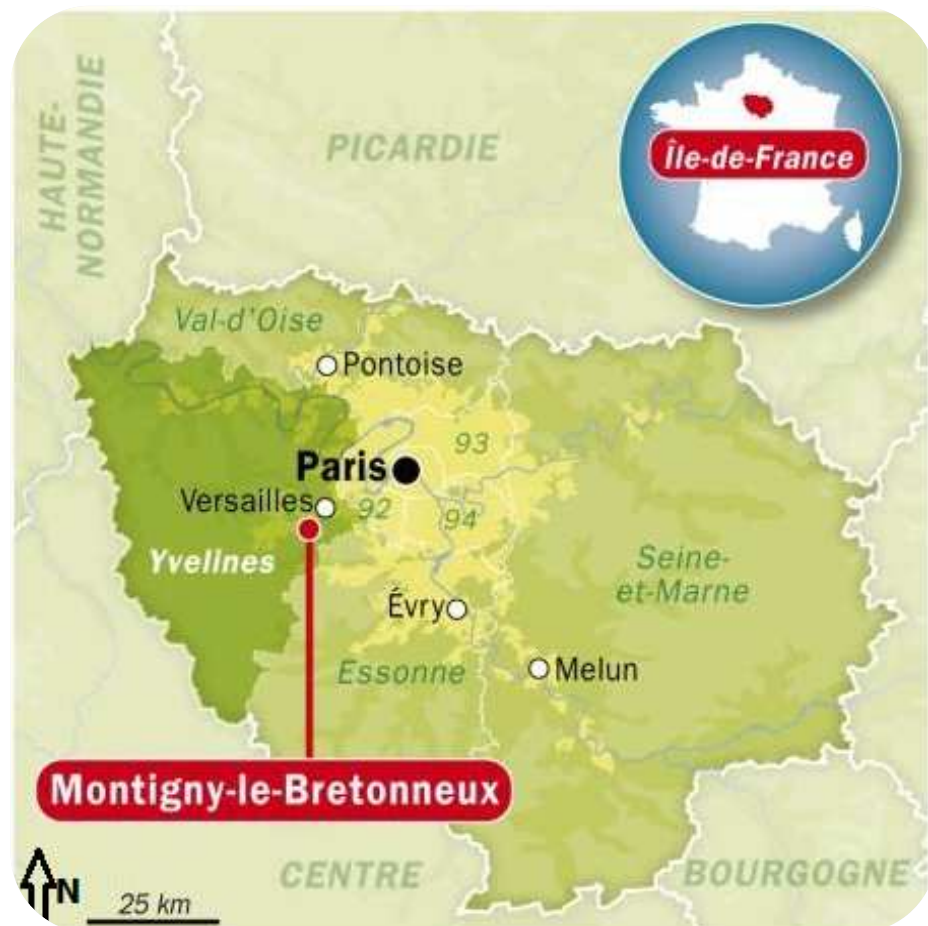 HAUTE-
NORMANDIE
PICARDIE
Île-de-France
Val-d'Oise
Pontoise
93
Paris
Versailles
92
94
Yvelines
Seine-
et-Marne
Évry
Essonne
Melun
Montigny-le-Bretonneux
CENTRE
BOURGOGNE
N
25 km